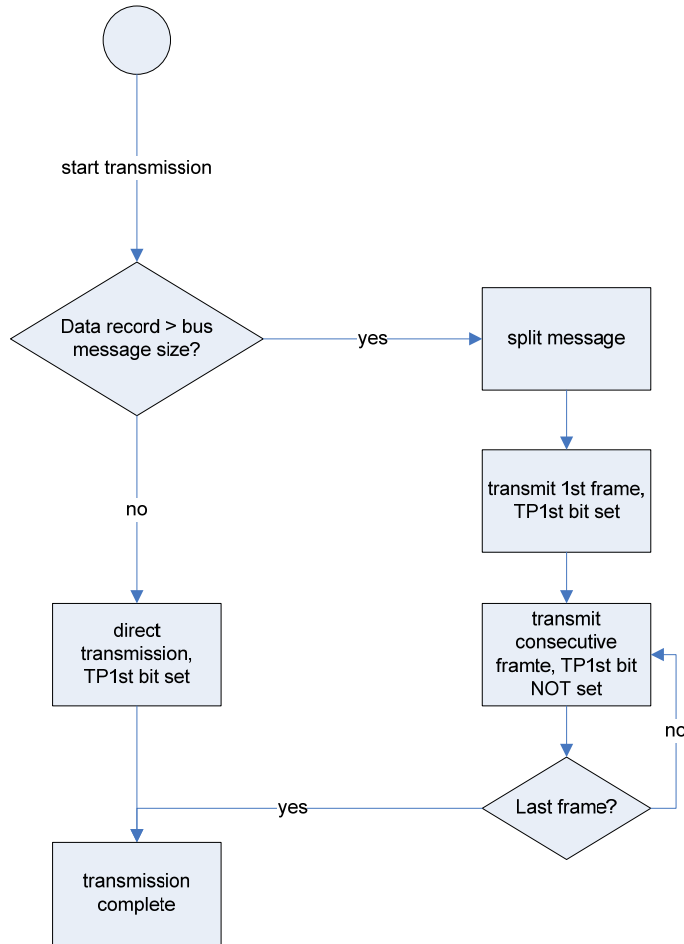 start transmission
Data record > bus
message size?
yes
split message
transmit 1st frame,
TP1st bit set
no
direct
transmission,
TP1st bit set
transmit
consecutive
framte, TP1st bit
NOT set
no
Last frame?
yes
transmission
complete